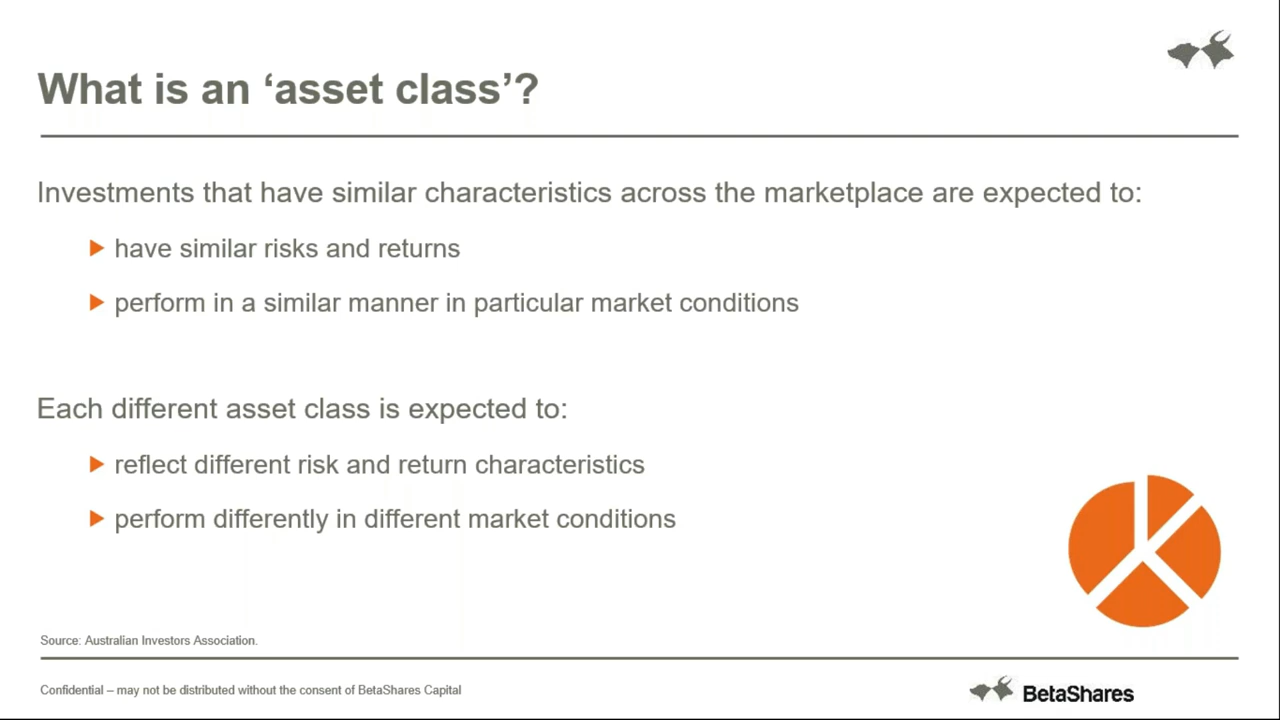 What is an ‘asset class’?
Investments that have similar characteristics across the marketplace are expected to:
have similar risks and returns
perform in a similar manner in particular market conditions
Each different asset class is expected to:
reflect different risk and return characteristics
perform differently in different market conditions
Source: Australian Investors Association.
Confidential – may not be distributed without the consent of BetaShares Capital
BetaShares